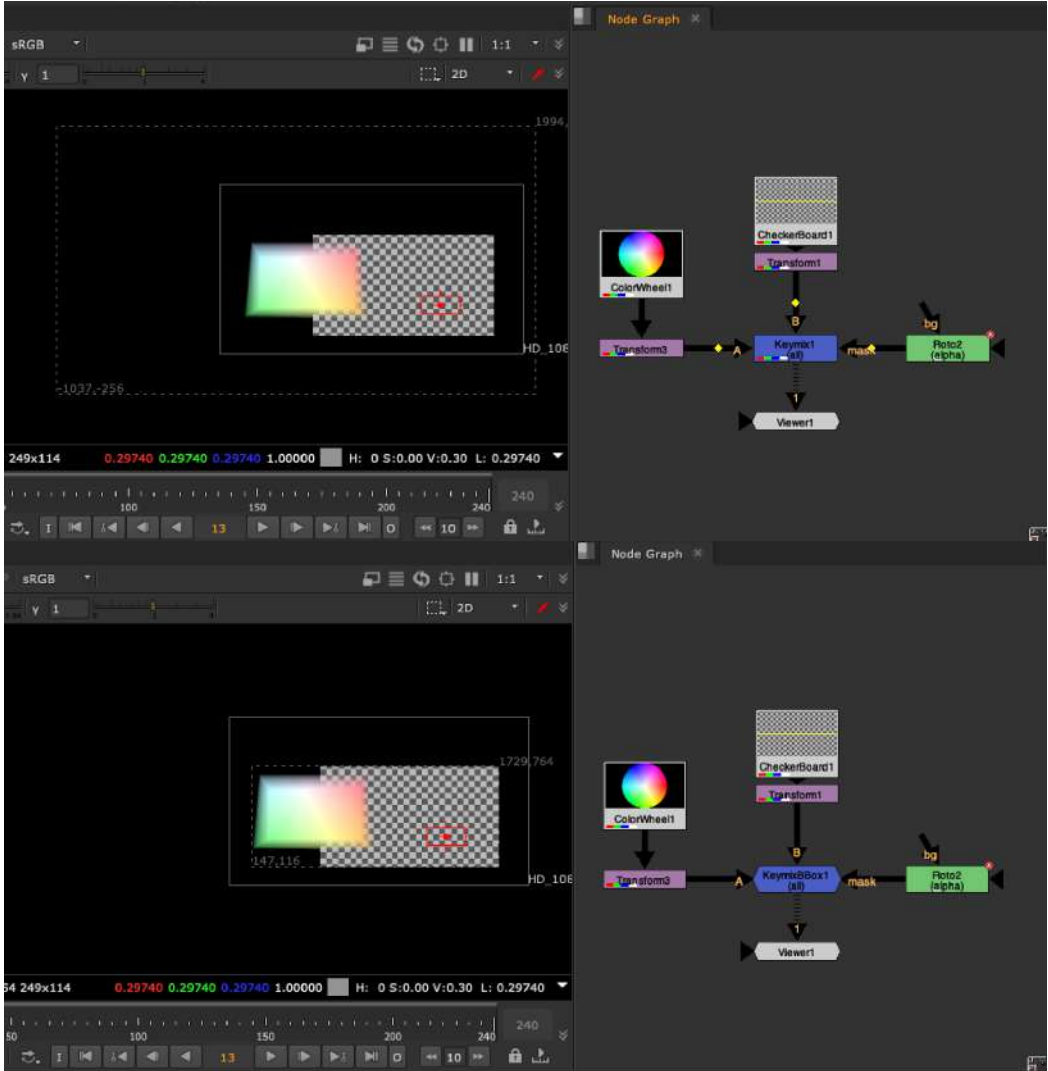 Node Graph
sRGB
1:1
γ 1
2D
1994,
CheckerBoard1
Transform1
ColorWheel1
B
bg
Transform3
A
Keymix1
(all)
mask
Roto2
(alpha)
HD_108
-1037,-256
1
Viewer1
249x114 0.29740 0.29740 0.29740 1.00000 H: 0 S:0.00 V:0.30 L: 0.29740
100 150 200 240
240
I 13 O 10
Node Graph
sRGB
1:1
γ 1
2D
CheckerBoard1
1729,764
Transform1
ColorWheel1
B
bg
147,116
HD_108
Transform3
A
KeymixBBox1
(all)
mask
Roto2
(alpha)
1
Viewer1
54 249x114 0.29740 0.29740 0.29740 1.00000 H: 0 S:0.00 V:0.30 L: 0.29740
50 100 150 200 240
240
I 13 O 10